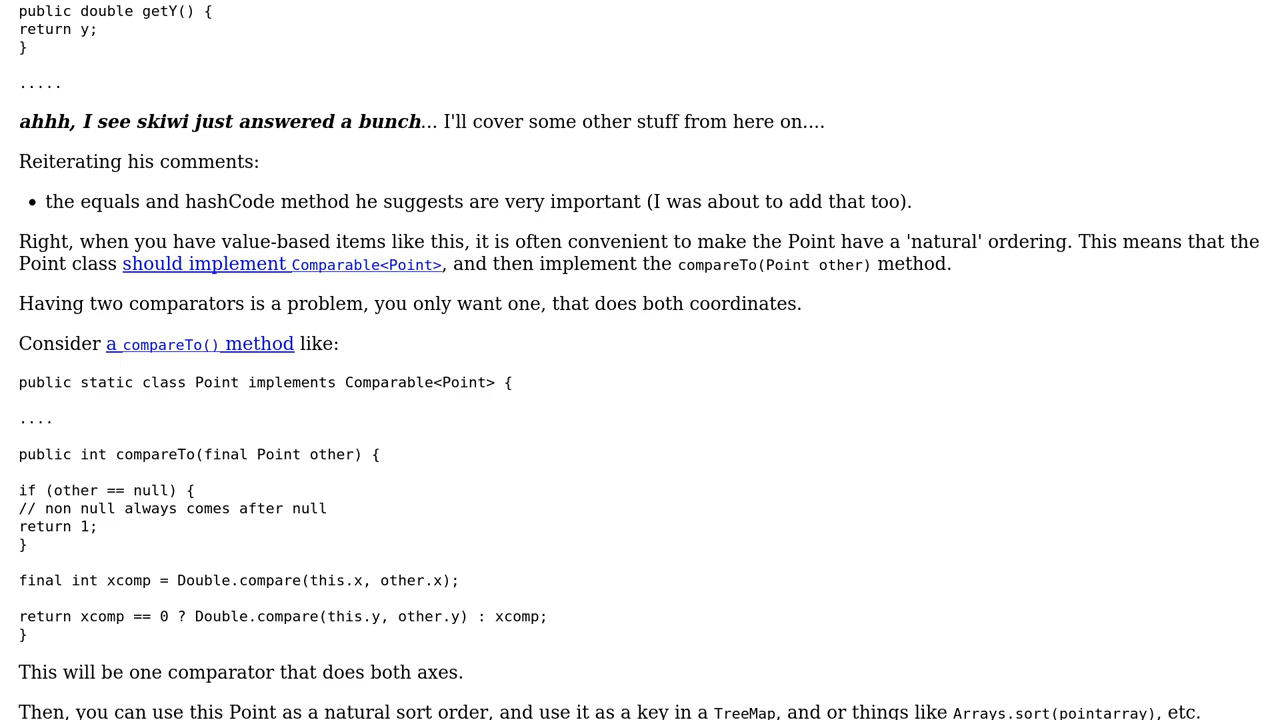 public double getY() {
return y;
}
.....
ahhh, I see skiwi just answered a bunch... I'll cover some other stuff from here on....
Reiterating his comments:
• the equals and hashCode method he suggests are very important (I was about to add that too).
Right, when you have value-based items like this, it is often convenient to make the Point have a 'natural' ordering. This means that the
Point class should implement Comparable<Point>, and then implement the compareTo(Point other) method.
Having two comparators is a problem, you only want one, that does both coordinates.
Consider a compareTo() method like:
public static class Point implements Comparable<Point> {
....
public int compareTo(final Point other) {
if (other == null) {
// non null always comes after null
return 1;
}
final int xcomp = Double.compare(this.x, other.x);
return xcomp == 0 ? Double.compare(this.y, other.y) : xcomp;
}
This will be one comparator that does both axes.
Then, you can use this Point as a natural sort order, and use it as a key in a TreeMap, and or things like Arrays.sort(pointarray), etc.